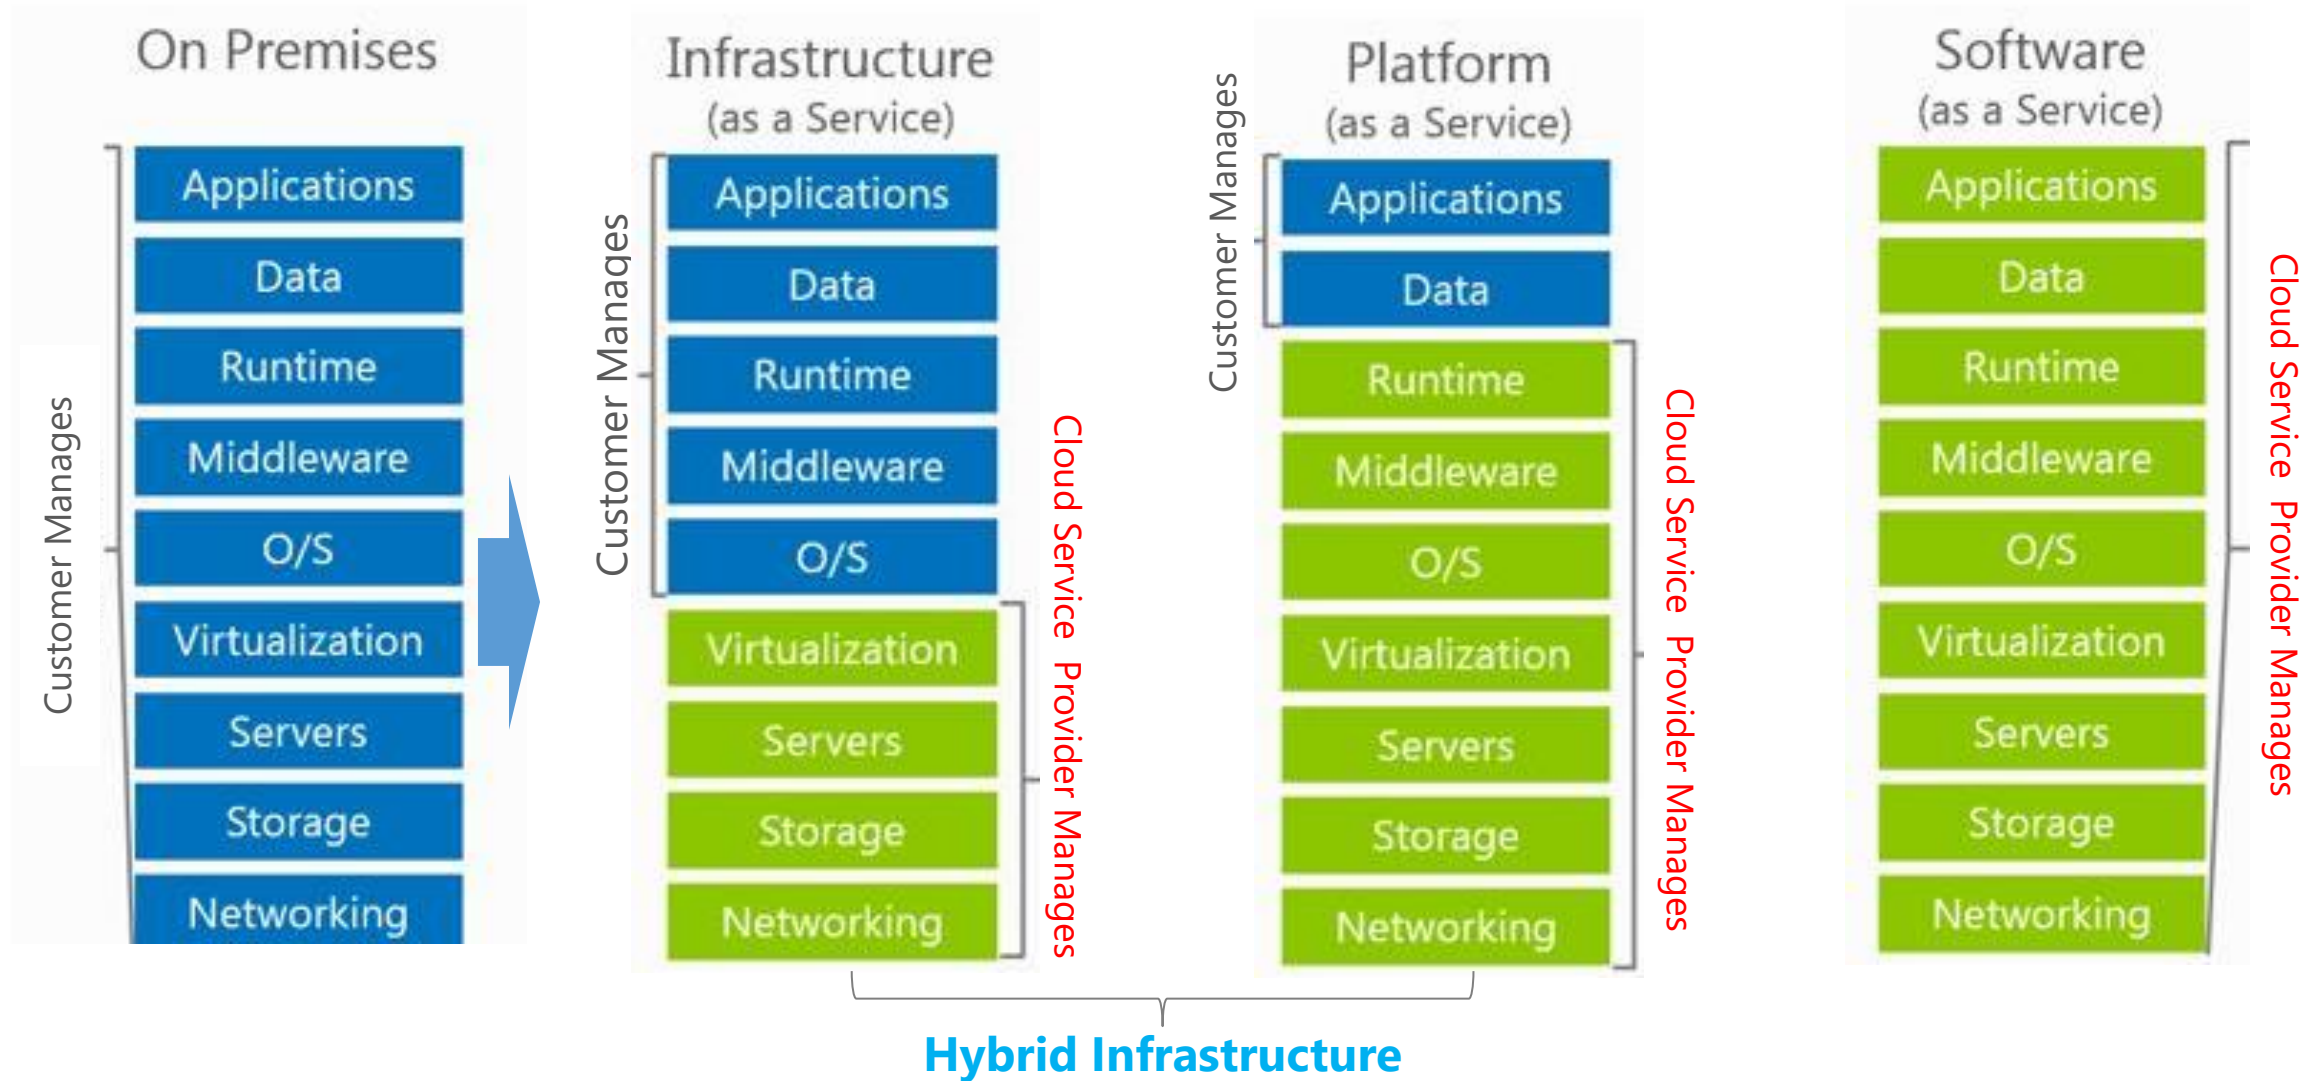 On Premises
Customer Manages
Applications
Data
Runtime
Middleware
O/S
Virtualization
Servers
Storage
Networking
Infrastructure
(as a Service)
Customer Manages
Applications
Data
Runtime
Middleware
O/S
Virtualization
Servers
Storage
Networking
Cloud Service Provider Manages
Platform
(as a Service)
Customer Manages
Applications
Data
Runtime
Middleware
O/S
Virtualization
Servers
Storage
Networking
Cloud Service Provider Manages
Software
(as a Service)
Applications
Data
Runtime
Middleware
O/S
Virtualization
Servers
Storage
Networking
Cloud Service Provider Manages
Hybrid Infrastructure